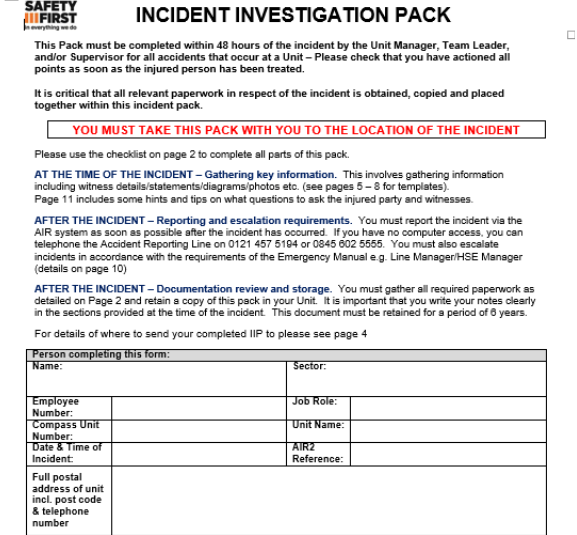 SAFETY
FIRST
in everything we do
INCIDENT INVESTIGATION PACK
This Pack must be completed within 48 hours of the incident by the Unit Manager, Team Leader,
and/or Supervisor for all accidents that occur at a Unit – Please check that you have actioned all
points as soon as the injured person has been treated.
It is critical that all relevant paperwork in respect of the incident is obtained, copied and placed
together within this incident pack.
YOU MUST TAKE THIS PACK WITH YOU TO THE LOCATION OF THE INCIDENT
Please use the checklist on page 2 to complete all parts of this pack.
AT THE TIME OF THE INCIDENT – Gathering key information. This involves gathering information
including witness details/statements/diagrams/photos etc. (see pages 5 – 8 for templates).
Page 11 includes some hints and tips on what questions to ask the injured party and witnesses.
AFTER THE INCIDENT – Reporting and escalation requirements. You must report the incident via the
AIR system as soon as possible after the incident has occurred. If you have no computer access, you can
telephone the Accident Reporting Line on 0121 457 5194 or 0845 602 5555. You must also escalate
incidents in accordance with the requirements of the Emergency Manual e.g. Line Manager/HSE Manager
(details on page 10)
AFTER THE INCIDENT – Documentation review and storage. You must gather all required paperwork as
detailed on Page 2 and retain a copy of this pack in your Unit. It is important that you write your notes clearly
in the sections provided at the time of the incident. This document must be retained for a period of 6 years.
For details of where to send your completed IIP to please see page 4
Person completing this form:
Name: Sector:
Employee Number: Job Role:
Compass Unit Number: Unit Name:
Date & Time of Incident: AIR2 Reference:
Full postal
address of unit
incl. post code
& telephone
number